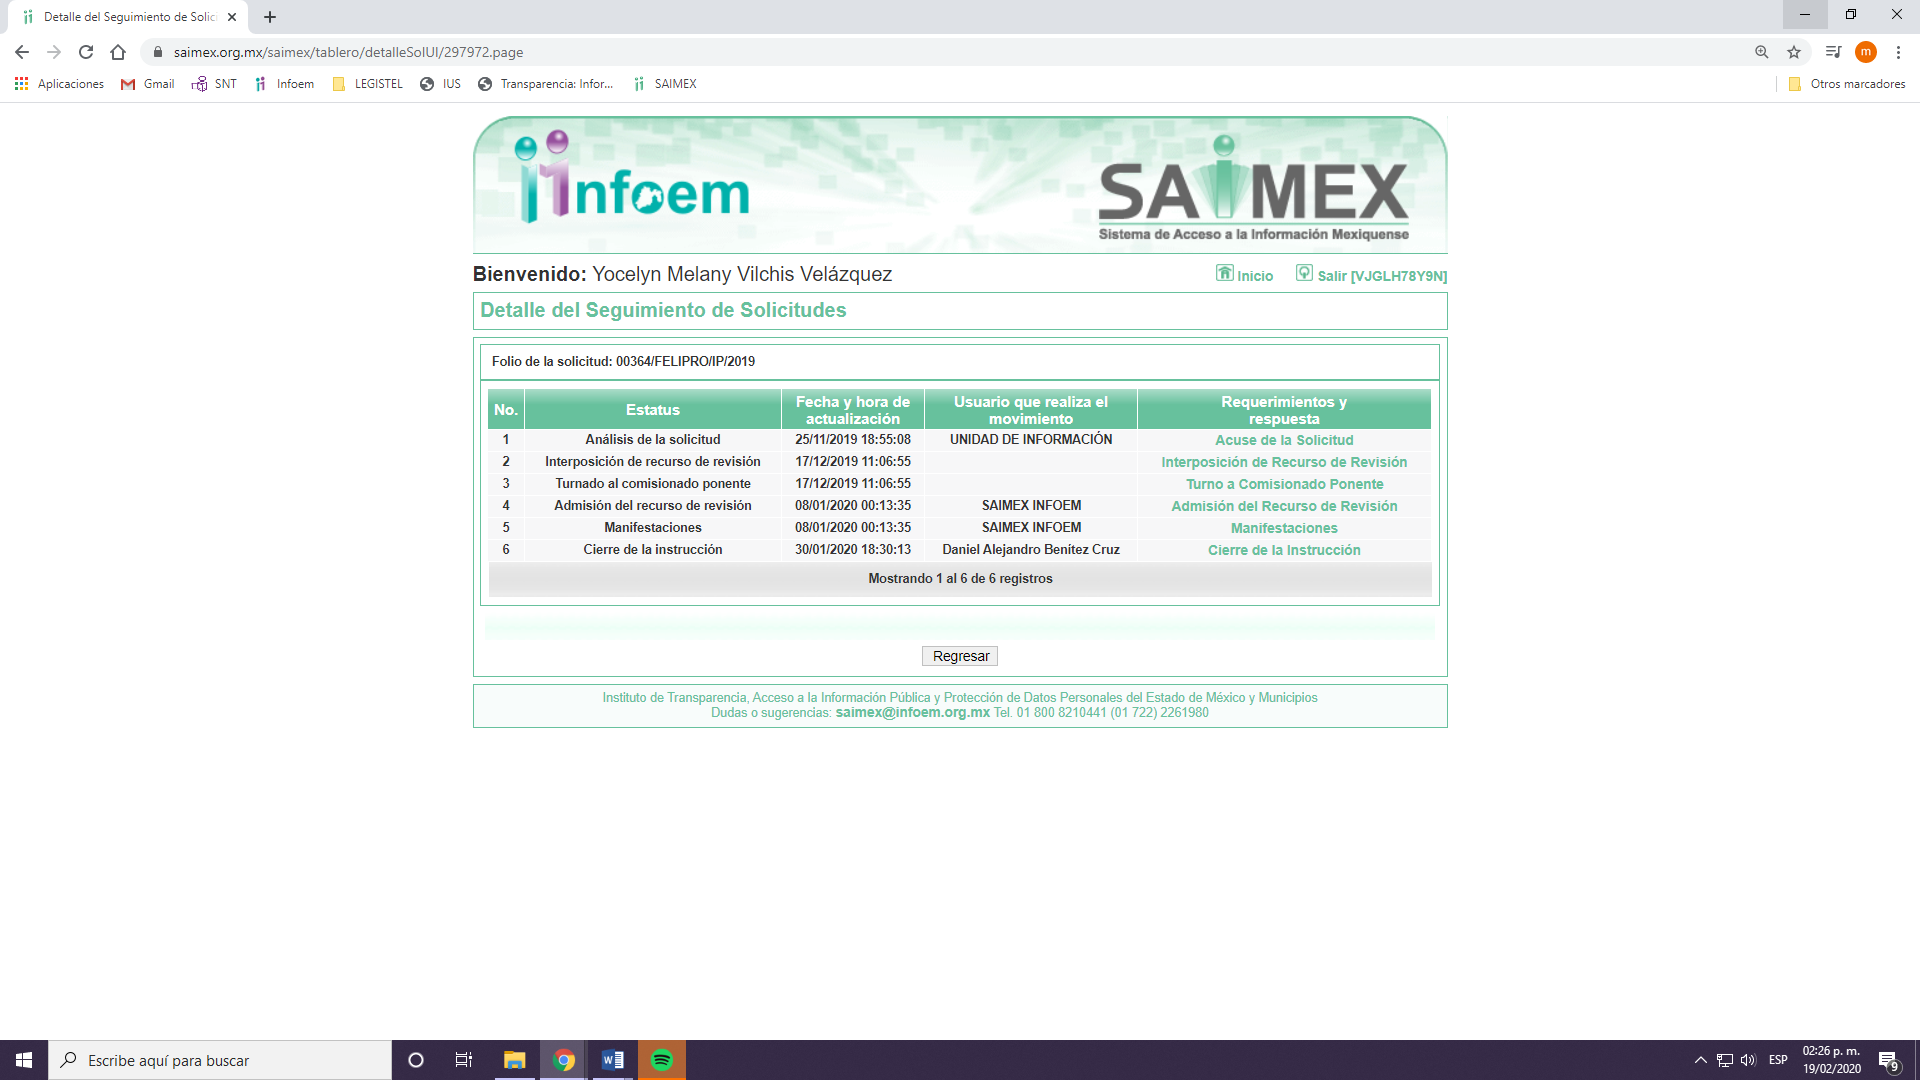 Detalle del Seguimiento de Solici
saimex.org.mx/saimex/tablero/detalleSolUI/297972.page
m
Aplicaciones Gmail SNT Infoem LEGISTEL IUS Transparencia: Infor... SAIMEX Otros marcadores
infoem
SAIMEX
Sistema de Acceso a la Información Mexiquense
Bienvenido: Yocelyn Melany Vilchis Velázquez Inicio Salir [VJGLH78Y9N]
Detalle del Seguimiento de Solicitudes
Folio de la solicitud: 00364/FELIPRO/IP/2019
No. Estatus Fecha y hora de actualización Usuario que realiza el movimiento Requerimientos y respuesta
1 Análisis de la solicitud 25/11/2019 18:55:08 UNIDAD DE INFORMACIÓN Acuse de la Solicitud
2 Interposición de recurso de revisión 17/12/2019 11:06:55 Interposición de Recurso de Revisión
3 Turnado al comisionado ponente 17/12/2019 11:06:55 Turno a Comisionado Ponente
4 Admisión del recurso de revisión 08/01/2020 00:13:35 SAIMEX INFOEM Admisión del Recurso de Revisión
5 Manifestaciones 08/01/2020 00:13:35 SAIMEX INFOEM Manifestaciones
6 Cierre de la instrucción 30/01/2020 18:30:13 Daniel Alejandro Benítez Cruz Cierre de la Instrucción
Mostrando 1 al 6 de 6 registros
Regresar
Instituto de Transparencia, Acceso a la Información Pública y Protección de Datos Personales del Estado de México y Municipios
Dudas o sugerencias: saimex@infoem.org.mx Tel. 01 800 8210441 (01 722) 2261980
Escribe aquí para buscar
ESP
02:26 p. m.
19/02/2020
9